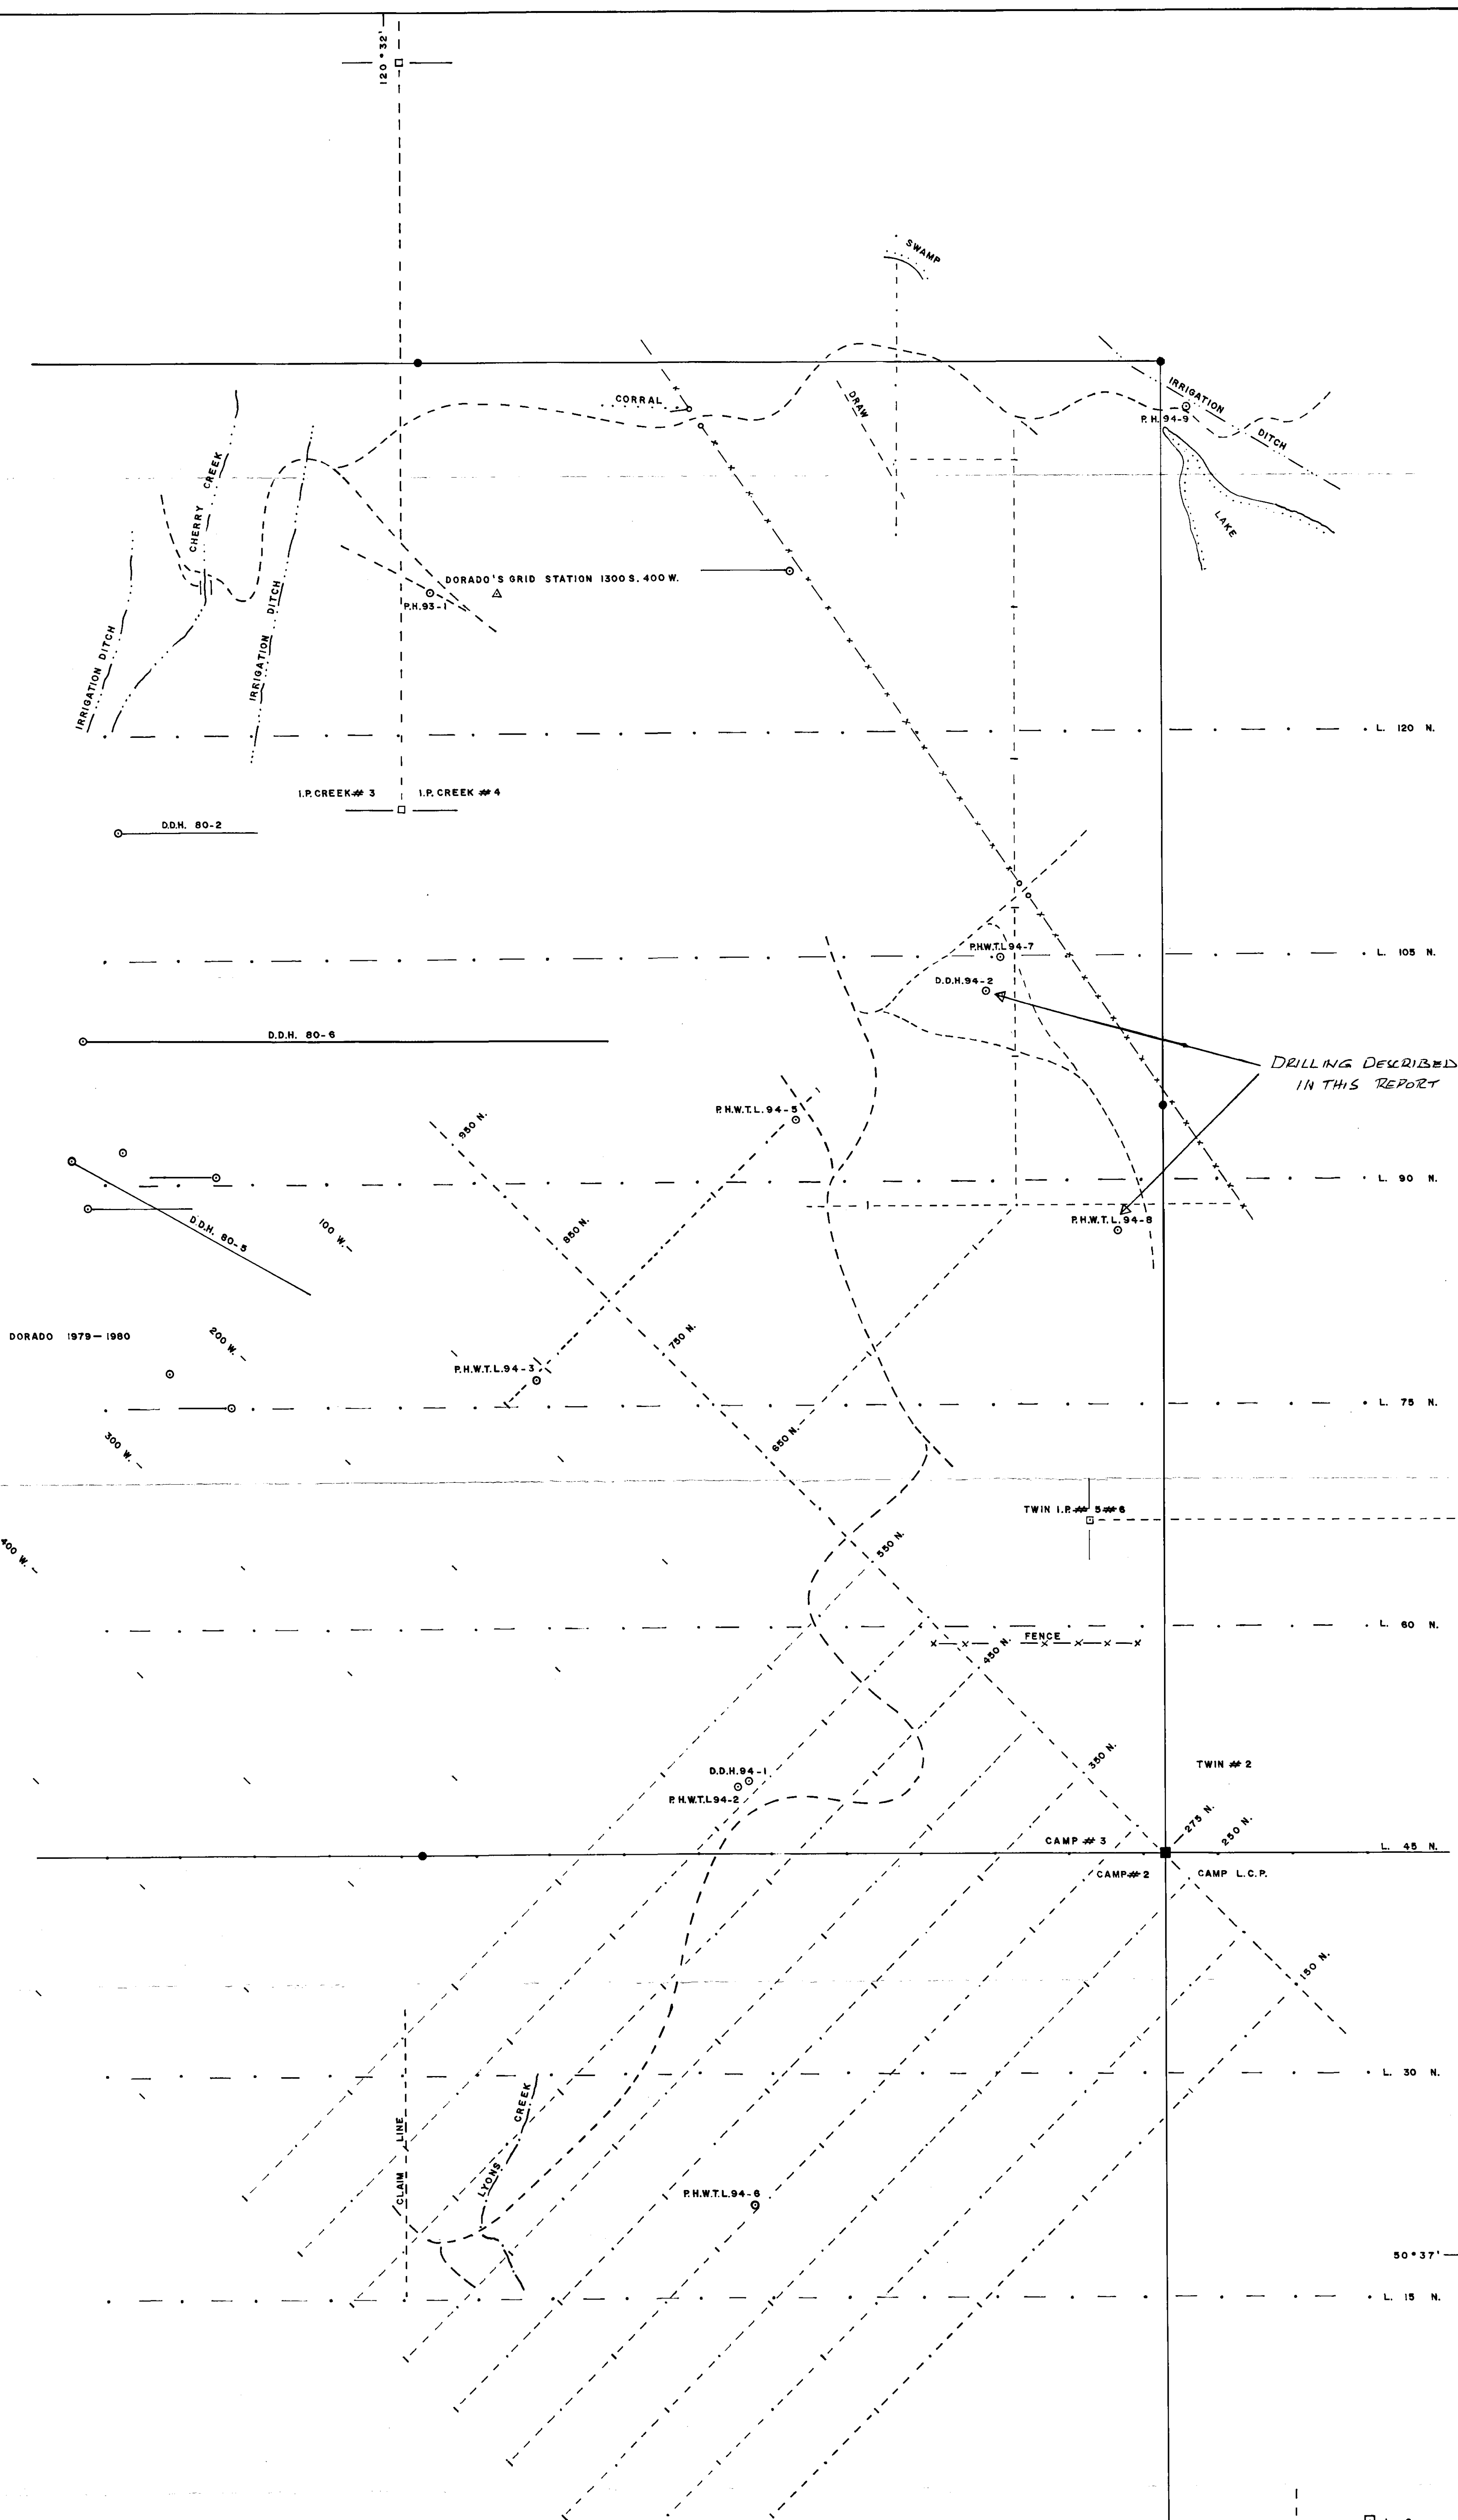 120°32'
SWAMP
CORRAL
DRAW
IRRIGATION DITCH
P.H. 94-9
LAKE
CHERRY CREEK
IRRIGATION DITCH
IRRIGATION DITCH
DORADO'S GRID STATION 1300 S. 400 W.
P.H. 93-1
L. 120 N.
I.P. CREEK # 3
I.P. CREEK # 4
D.D.H. 80-2
P.H.W.T.L 94-7
L. 105 N.
D.D.H. 94-2
D.D.H. 80-6
DRILLING DESCRIBED
IN THIS REPORT
P.H.W.T.L. 94-5
950 N.
L. 90 N.
D.D.H. 80-5
100 W.
850 N.
P.H.W.T.L. 94-8
DORADO 1979-1980
200 W.
750 N.
P.H.W.T.L. 94-3
L. 75 N.
300 W.
650 N.
TWIN I.P. # 5 # 6
400 W.
550 N.
L. 60 N.
FENCE
450 N.
D.D.H. 94-1
P.H.W.T.L 94-2
350 N.
TWIN # 2
275 N.
250 N.
CAMP # 3
L. 45 N.
CAMP # 2
CAMP L.C.P.
150 N.
L. 30 N.
CLAIM LINE
LYONS CREEK
P.H.W.T.L. 94-6
50°37'
L. 15 N.